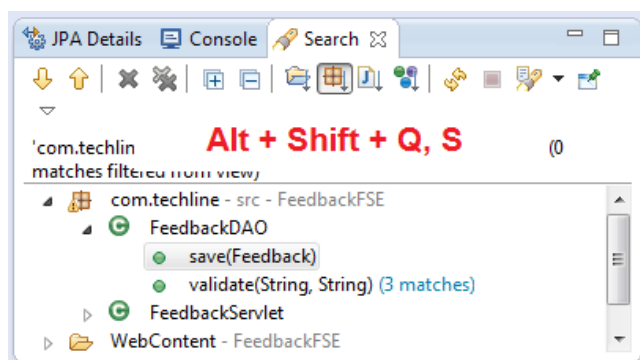 JPA Details Console Search
Alt + Shift + Q, S
'com.techlin (0
matches filtered from view)
com.techline - src - FeedbackFSE
FeedbackDAO
save(Feedback)
validate(String, String) (3 matches)
FeedbackServlet
WebContent - FeedbackFSE